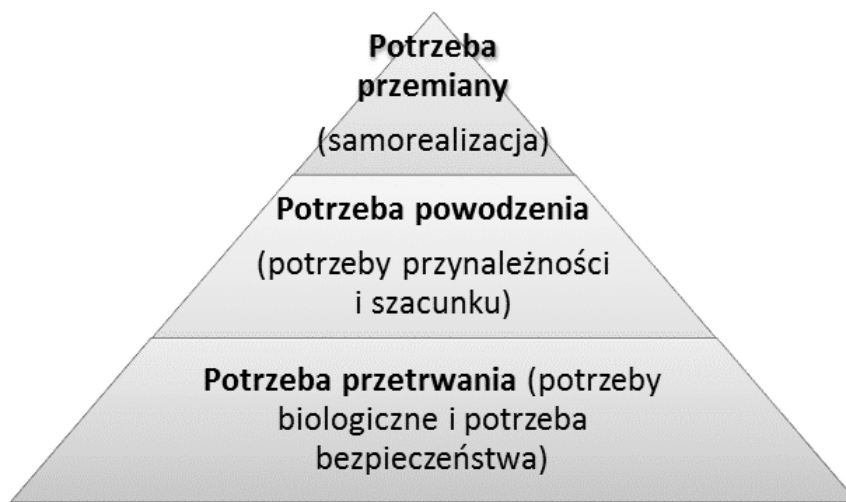 Potrzeba
przemiany
(samorealizacja)
Potrzeba powodzenia
(potrzeby przynależności
i szacunku)
Potrzeba przetrwania (potrzeby
biologiczne i potrzeba
bezpieczeństwa)